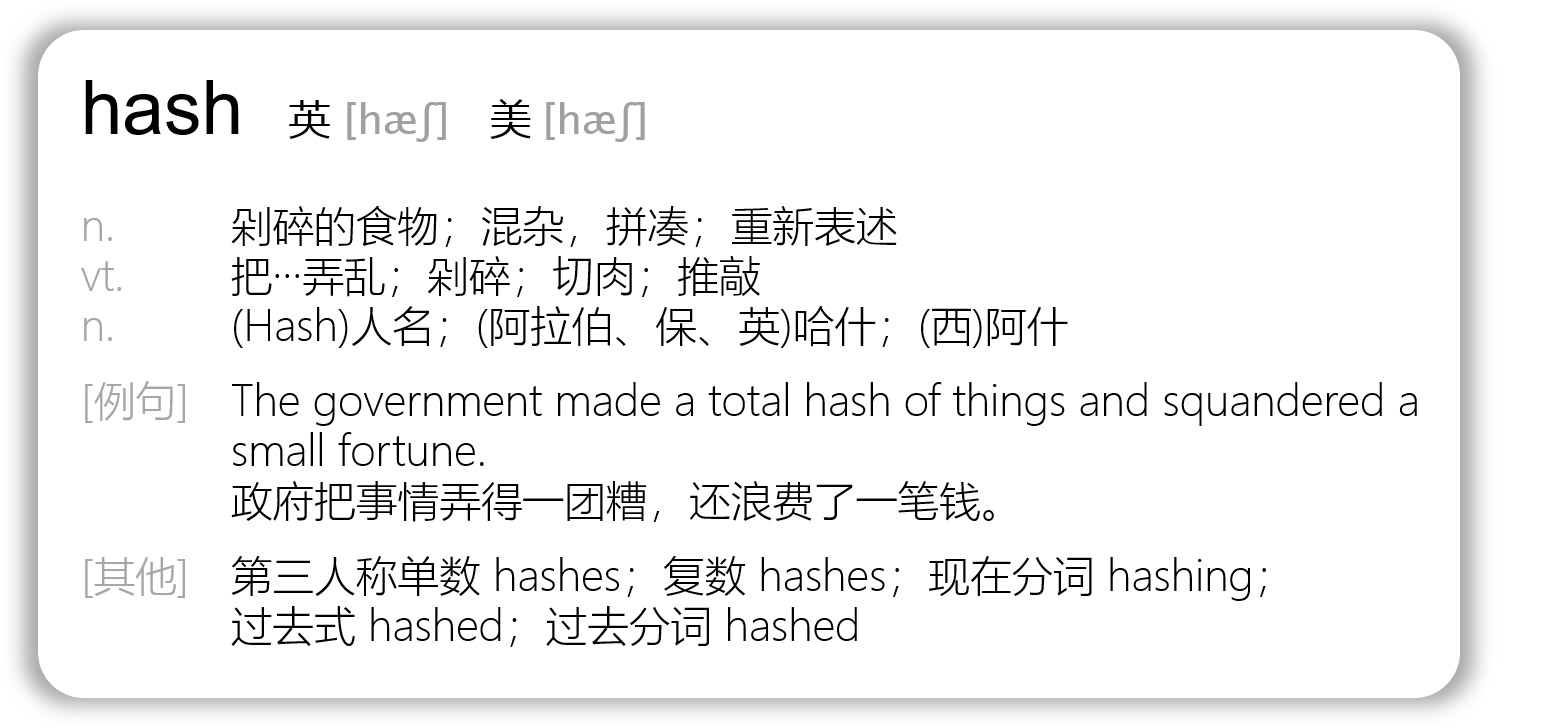 hash 英 [hæʃ] 美 [hæʃ]
n. 剁碎的食物；混杂，拼凑；重新表述
vt. 把…弄乱；剁碎；切肉；推敲
n. (Hash)人名；(阿拉伯、保、英)哈什；(西)阿什
[例句] The government made a total hash of things and squandered a
small fortune.
政府把事情弄得一团糟，还浪费了一笔钱。
[其他] 第三人称单数 hashes；复数 hashes；现在分词 hashing；
过去式 hashed；过去分词 hashed